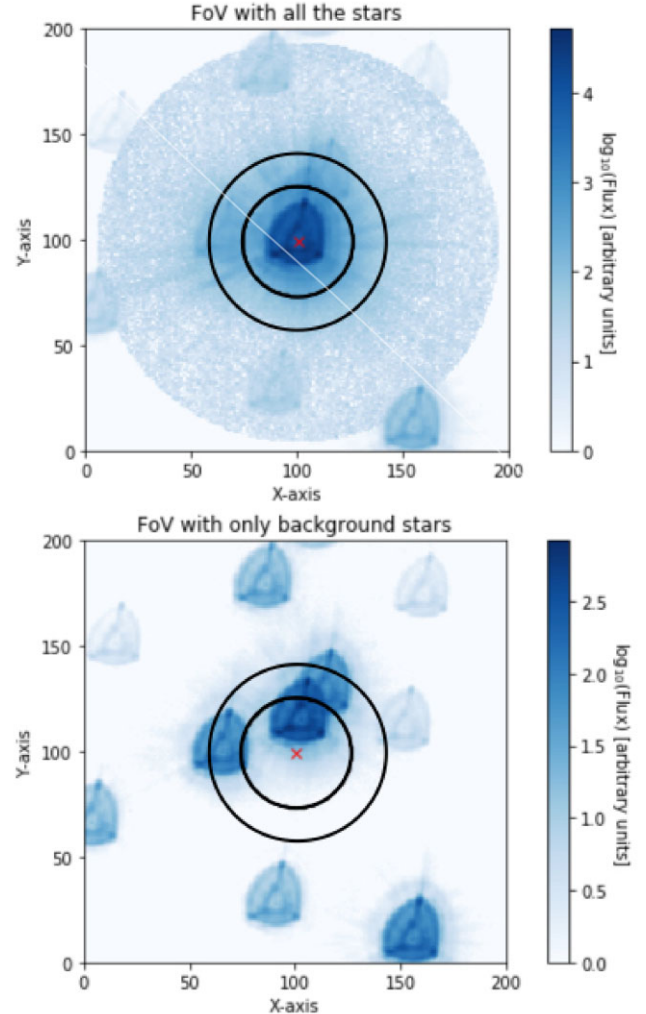 FoV with all the stars
200
150
100
50
0
0 50 100 150 200
Y-axis
X-axis
4
3
2
1
0
log10(Flux) [arbitrary units]
FoV with only background stars
200
150
100
50
0
0 50 100 150 200
Y-axis
X-axis
2.5
2.0
1.5
1.0
0.5
0.0
log10(Flux) [arbitrary units]